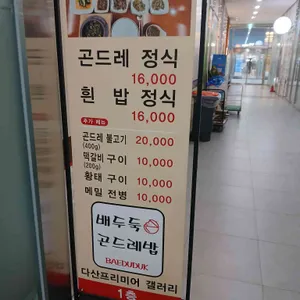 곤드레 정식
16,000
흰 밥 정식
16,000
추가 메뉴
곤드레 불고기 20,000
(400g)
떡갈비 구이 10,000
(200g)
황태 구이 10,000
메밀 전병 10,000
배두둑
곤드레밥
BAEDUDUK
다산프리미어 갤러리
1층